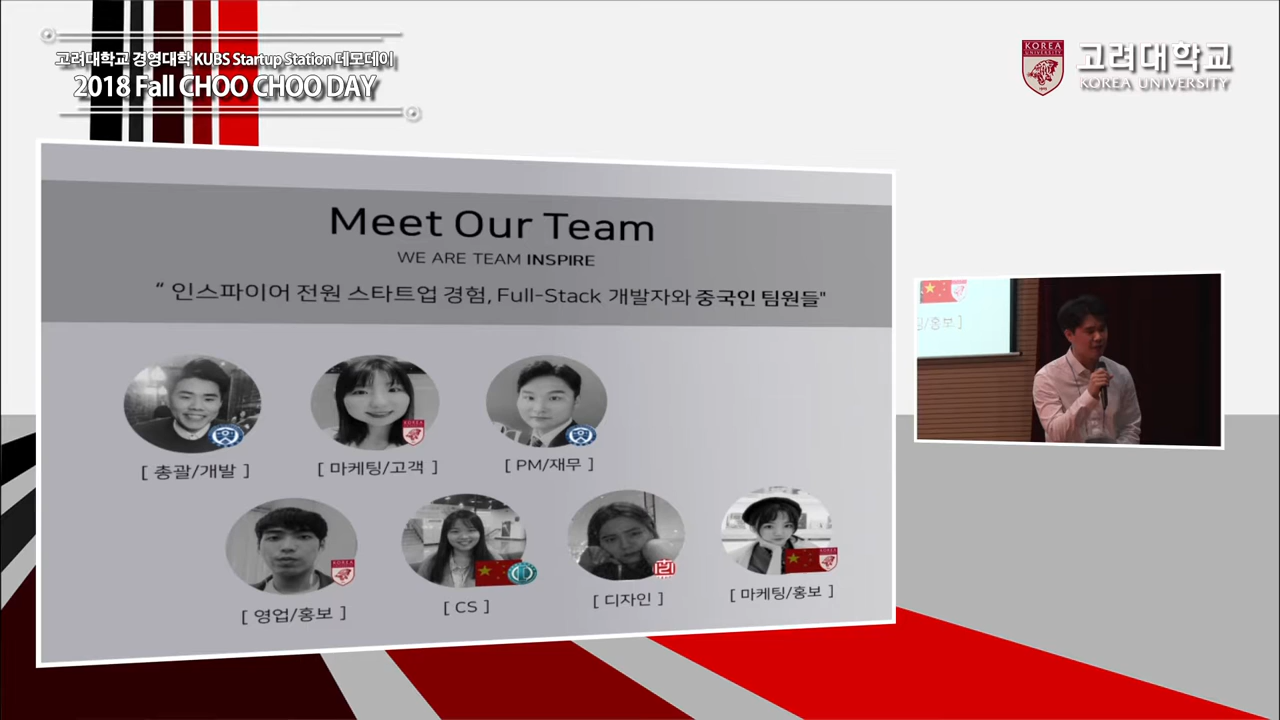 고려대학교 경영대학 KUBS Startup Station 데모데이
2018 Fall CHOO CHOO DAY
KOREA
UNIVERSITY
고려대학교
KOREA UNIVERSITY
Meet Our Team
WE ARE TEAM INSPIRE
“ 인스파이어 전원 스타트업 경험, Full-Stack 개발자와 중국인 팀원들"
[ 총괄/개발 ]
[ 마케팅/고객 ]
[ PM/재무 ]
[ 영업/홍보 ]
[ CS ]
[ 디자인 ]
[ 마케팅/홍보 ]
/홍보 ]